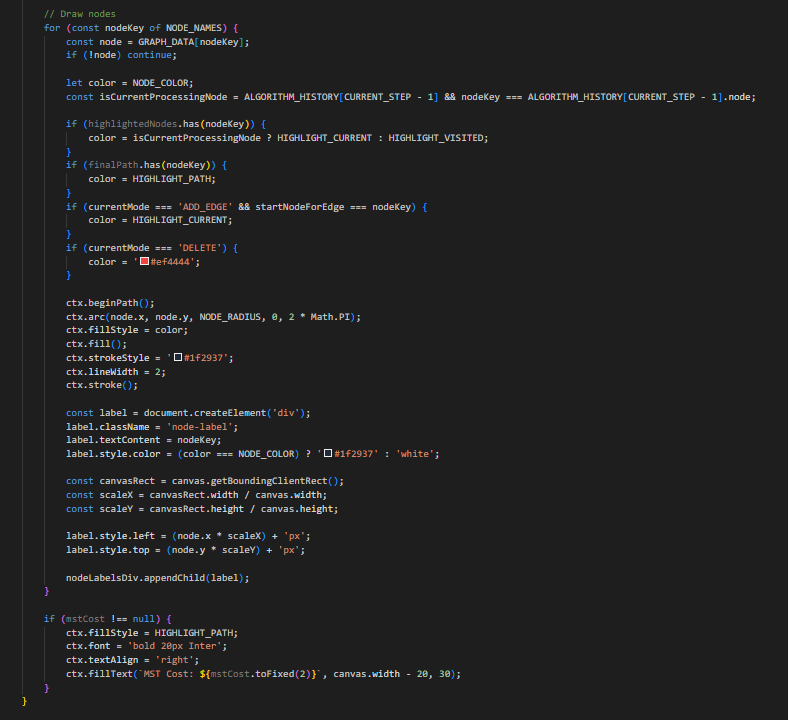 // Draw nodes
for (const nodeKey of NODE_NAMES) {
const node = GRAPH_DATA[nodeKey];
if (!node) continue;
let color = NODE_COLOR;
const isCurrentProcessingNode = ALGORITHM_HISTORY[CURRENT_STEP - 1] && nodeKey === ALGORITHM_HISTORY[CURRENT_STEP - 1].node;
if (highlightedNodes.has(nodeKey)) {
color = isCurrentProcessingNode ? HIGHLIGHT_CURRENT : HIGHLIGHT_VISITED;
}
if (finalPath.has(nodeKey)) {
color = HIGHLIGHT_PATH;
}
if (currentMode === 'ADD_EDGE' && startNodeForEdge === nodeKey) {
color = HIGHLIGHT_CURRENT;
}
if (currentMode === 'DELETE') {
color = '#ef4444';
}
ctx.beginPath();
ctx.arc(node.x, node.y, NODE_RADIUS, 0, 2 * Math.PI);
ctx.fillStyle = color;
ctx.fill();
ctx.strokeStyle = '#1f2937';
ctx.lineWidth = 2;
ctx.stroke();
const label = document.createElement('div');
label.className = 'node-label';
label.textContent = nodeKey;
label.style.color = (color === NODE_COLOR) ? '#1f2937' : 'white';
const canvasRect = canvas.getBoundingClientRect();
const scaleX = canvasRect.width / canvas.width;
const scaleY = canvasRect.height / canvas.height;
label.style.left = (node.x * scaleX) + 'px';
label.style.top = (node.y * scaleY) + 'px';
nodeLabelsDiv.appendChild(label);
}
if (mstCost !== null) {
ctx.fillStyle = HIGHLIGHT_PATH;
ctx.font = 'bold 20px Inter';
ctx.textAlign = 'right';
ctx.fillText(`MST Cost: ${mstCost.toFixed(2)}`, canvas.width - 20, 30);
}
}